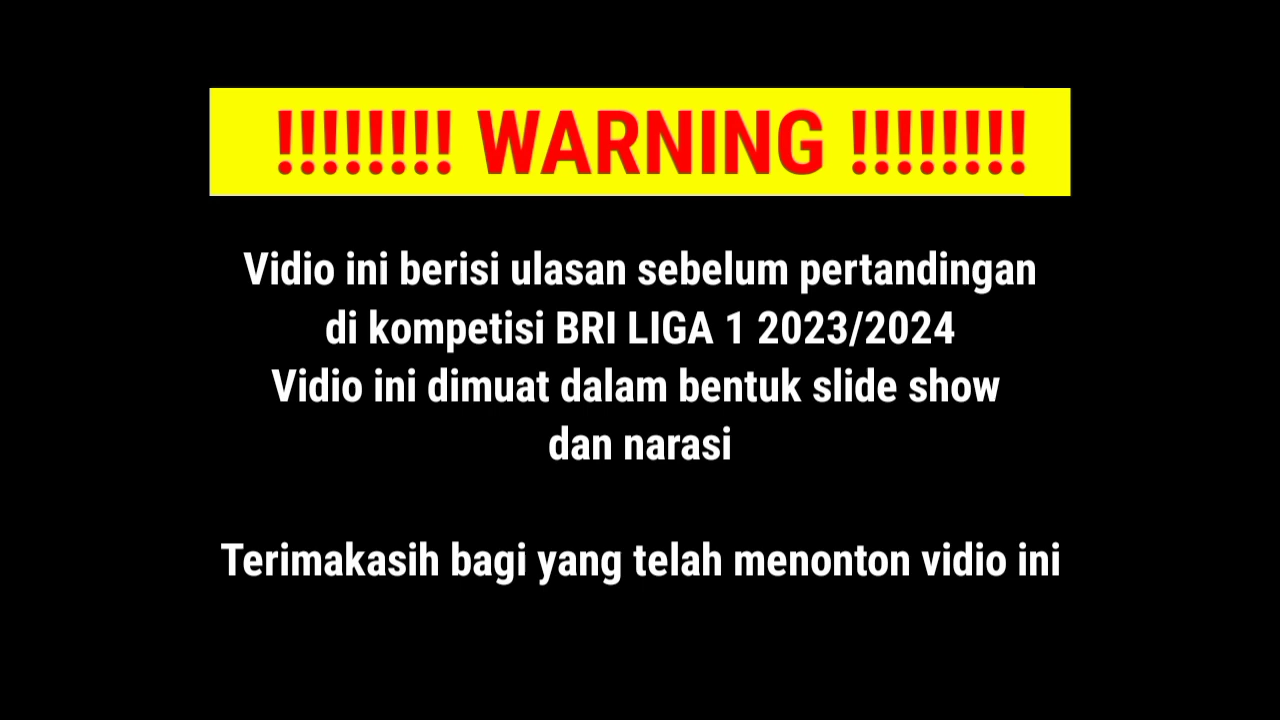 !!!!!!!! WARNING !!!!!!!!
Vidio ini berisi ulasan sebelum pertandingan
di kompetisi BRI LIGA 1 2023/2024
Vidio ini dimuat dalam bentuk slide show
dan narasi
Terimakasih bagi yang telah menonton vidio ini